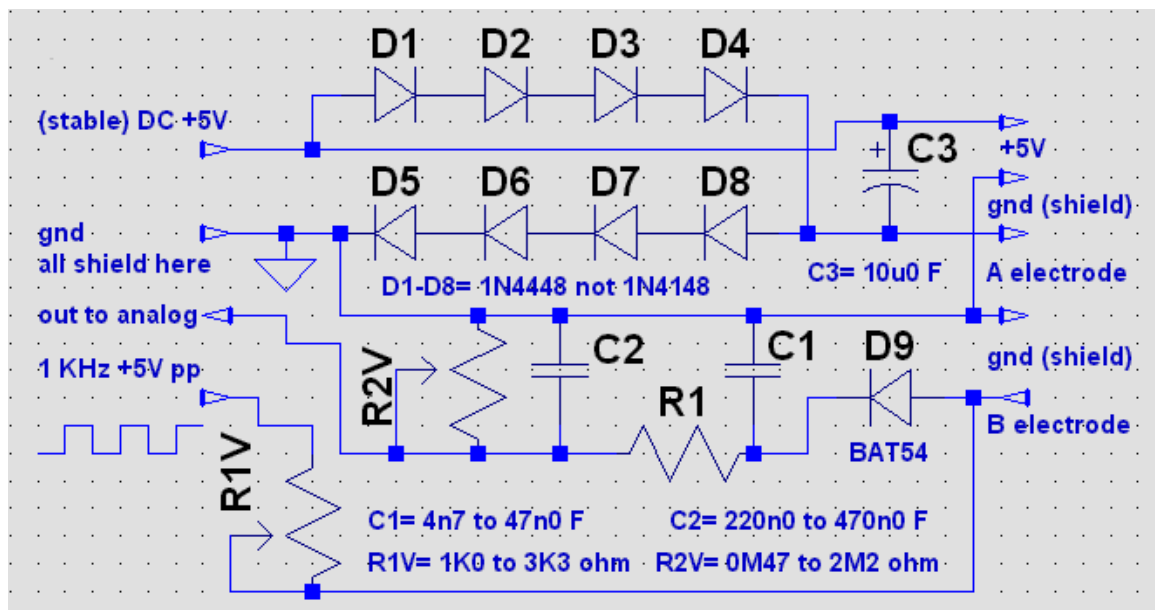 D1 D2 D3 D4
(stable) DC +5V
+ C3
+5V
D5 D6 D7 D8
gnd (shield)
gnd
all shield here
C3= 10u0 F
A electrode
D1-D8= 1N4448 not 1N4148
out to analog
C2
C1
D9
gnd (shield)
1 KHz +5V pp
R2V
R1
B electrode
BAT54
R1V
C1= 4n7 to 47n0 F
C2= 220n0 to 470n0 F
R1V= 1K0 to 3K3 ohm
R2V= 0M47 to 2M2 ohm